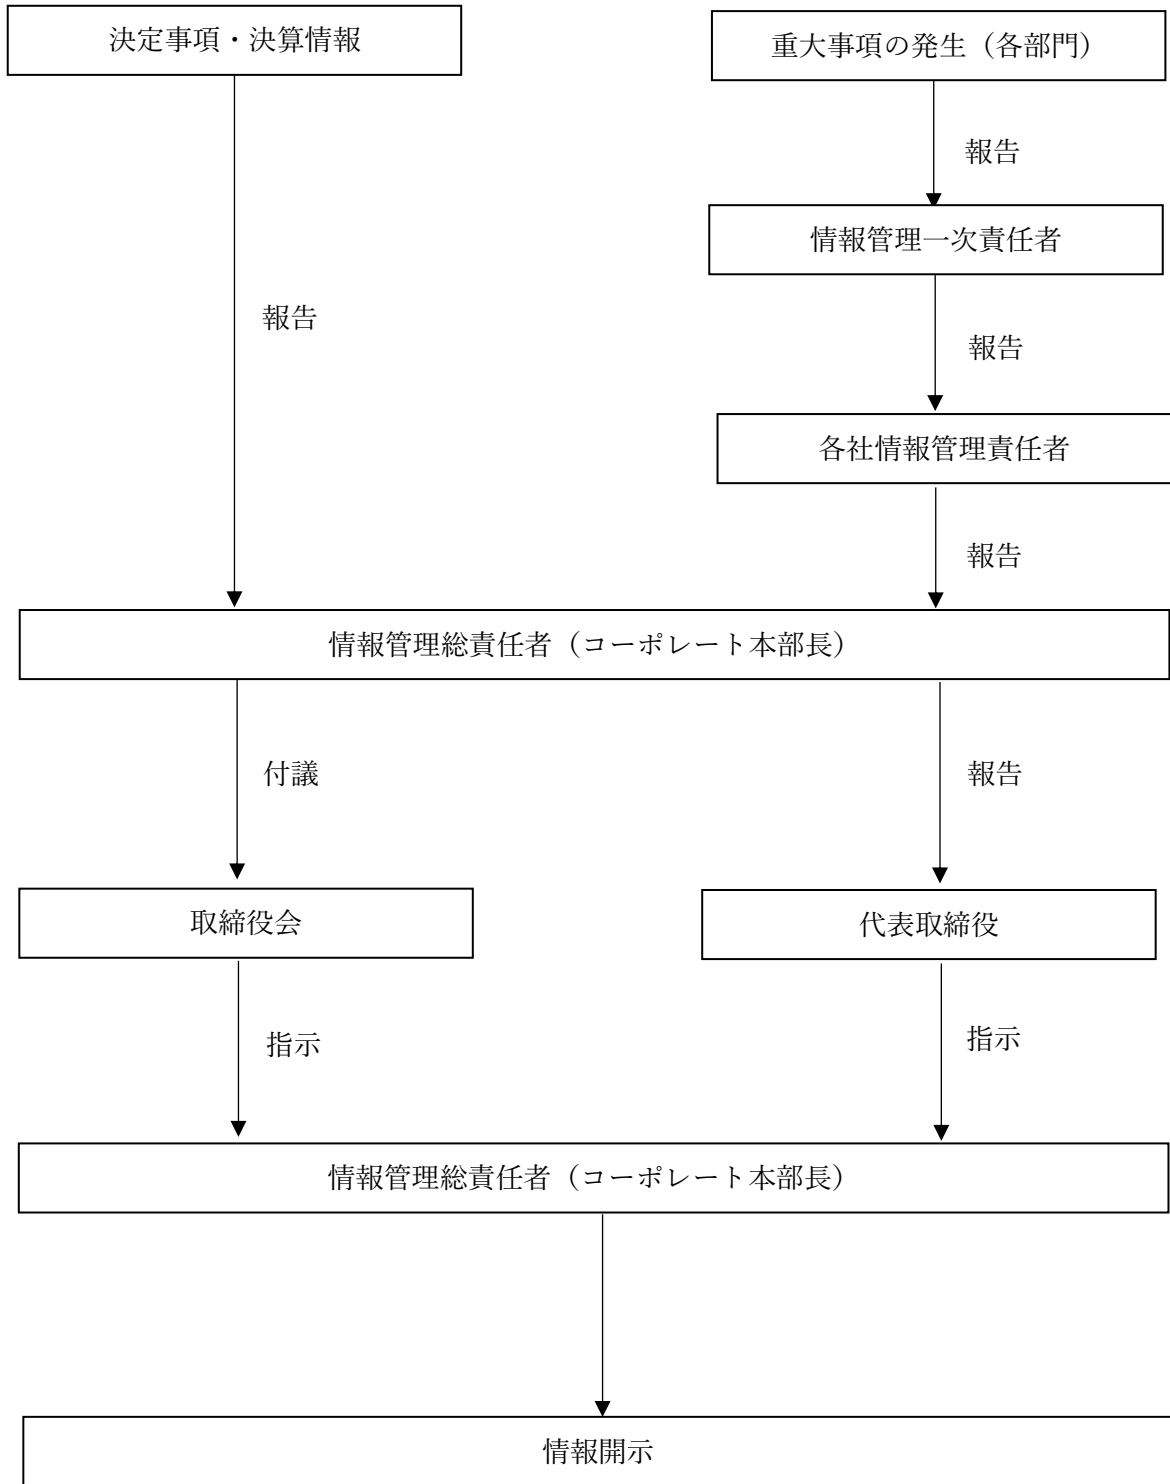 決定事項・決算情報
重大事項の発生（各部門）
報告
情報管理一次責任者
報告
報告
各社情報管理責任者
報告
情報管理総責任者（コーポレート本部長）
付議
報告
取締役会
代表取締役
指示
指示
情報管理総責任者（コーポレート本部長）
情報開示